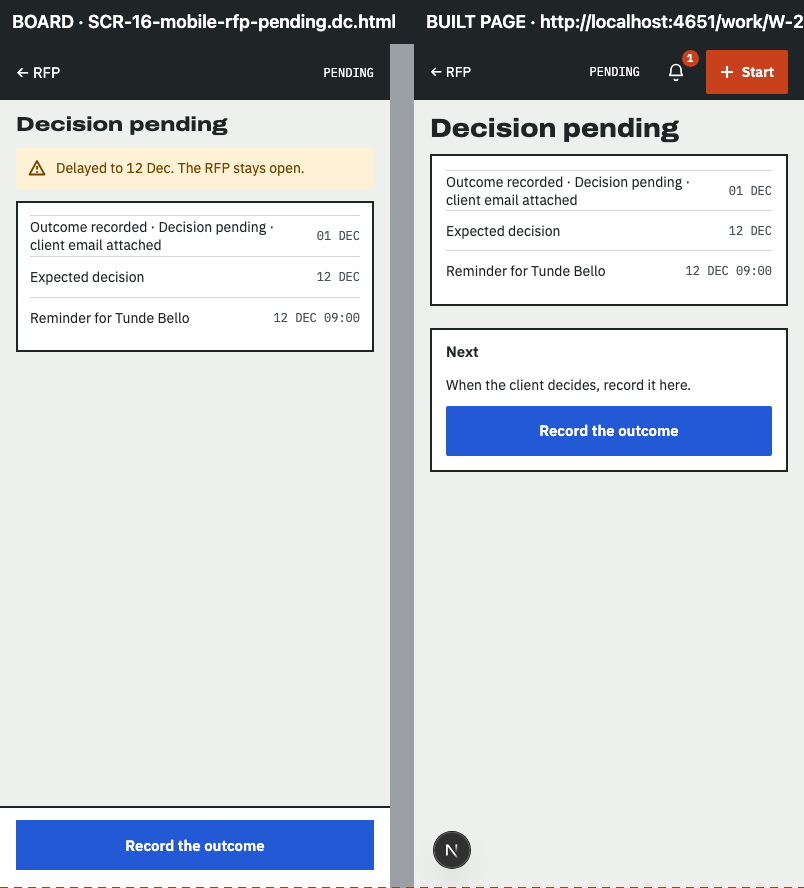 BOARD · SCR-16-mobile-rfp-pending.dc.html
← RFP
PENDING
Decision pending
Delayed to 12 Dec. The RFP stays open.
Outcome recorded · Decision pending ·
client email attached
01 DEC
Expected decision
12 DEC
Reminder for Tunde Bello
12 DEC 09:00
Record the outcome
BUILT PAGE · http://localhost:4651/work/W-2
← RFP
PENDING
1
+ Start
Decision pending
Outcome recorded · Decision pending ·
client email attached
01 DEC
Expected decision
12 DEC
Reminder for Tunde Bello
12 DEC 09:00
Next
When the client decides, record it here.
Record the outcome
N